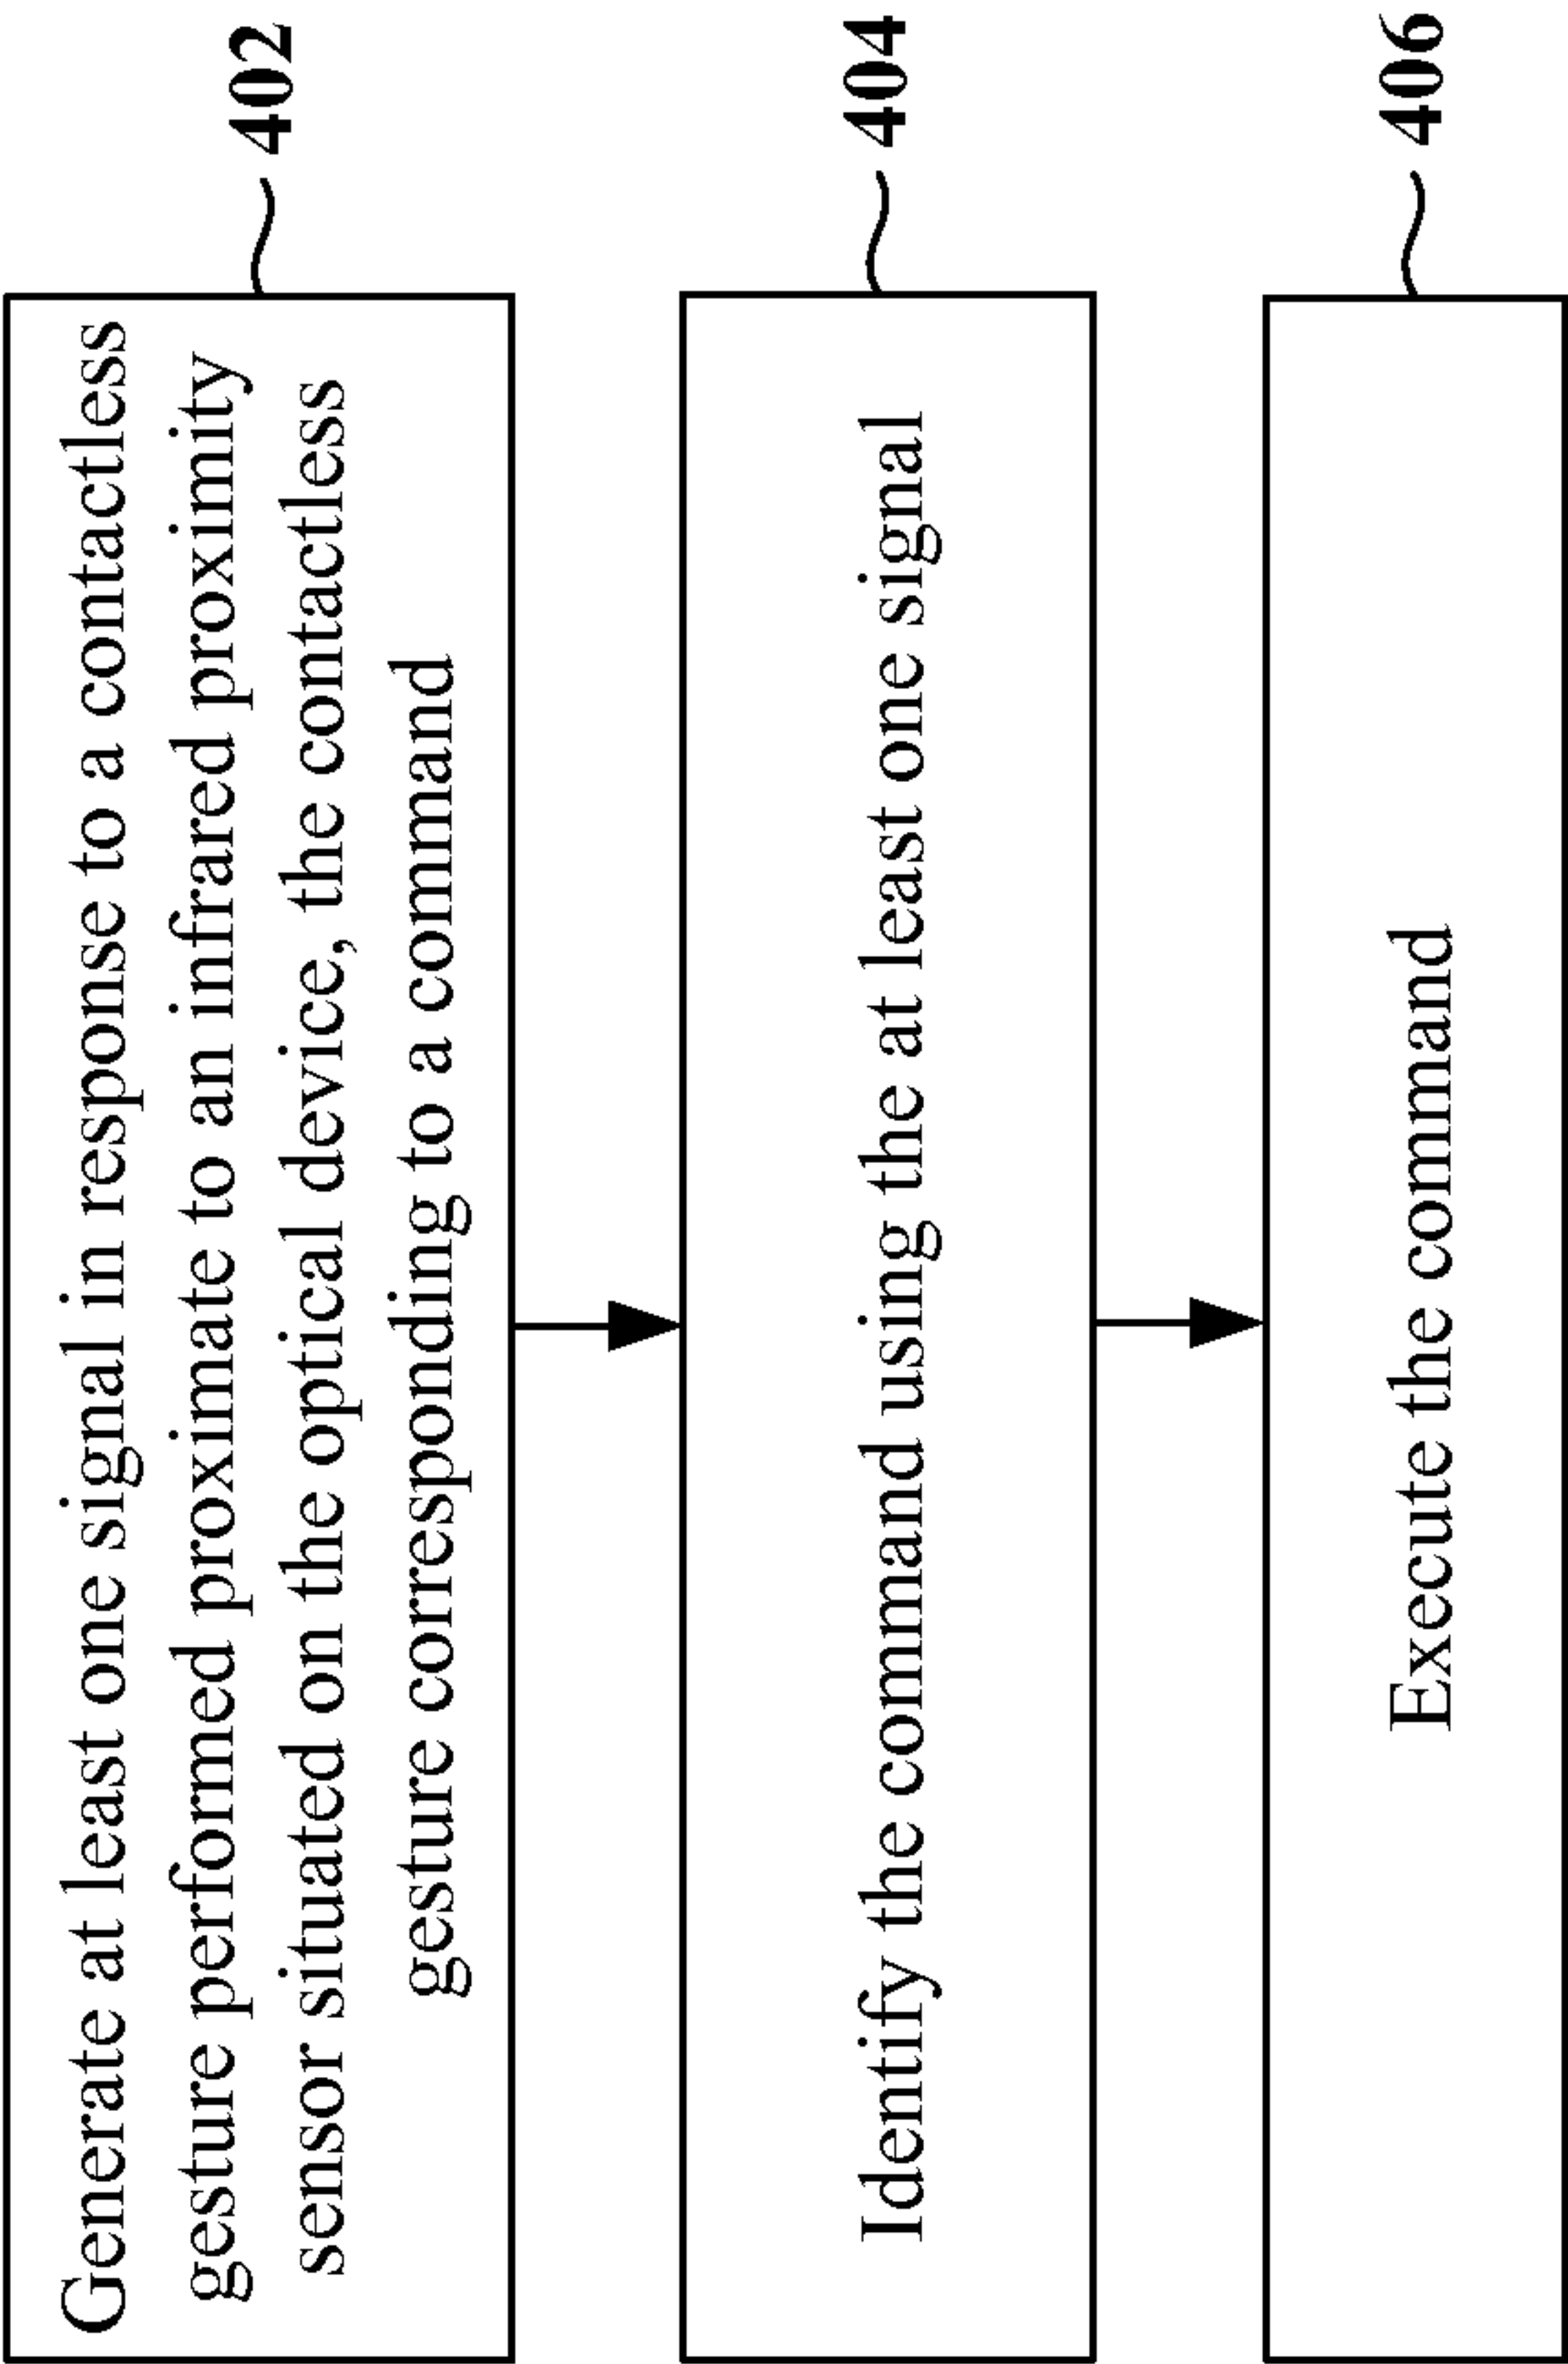 Generate at least one signal in response to a contactless
gesture performed proximate to an infrared proximity
sensor situated on the optical device, the contactless
gesture corresponding to a command
402
Identify the command using the at least one signal
404
Execute the command
406